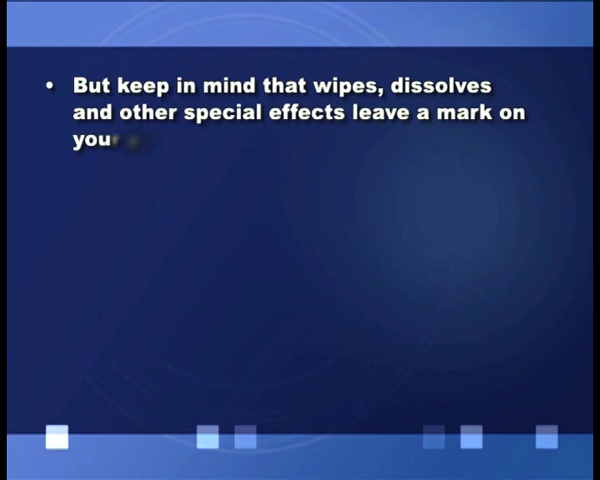 • But keep in mind that wipes, dissolves
and other special effects leave a mark on
you